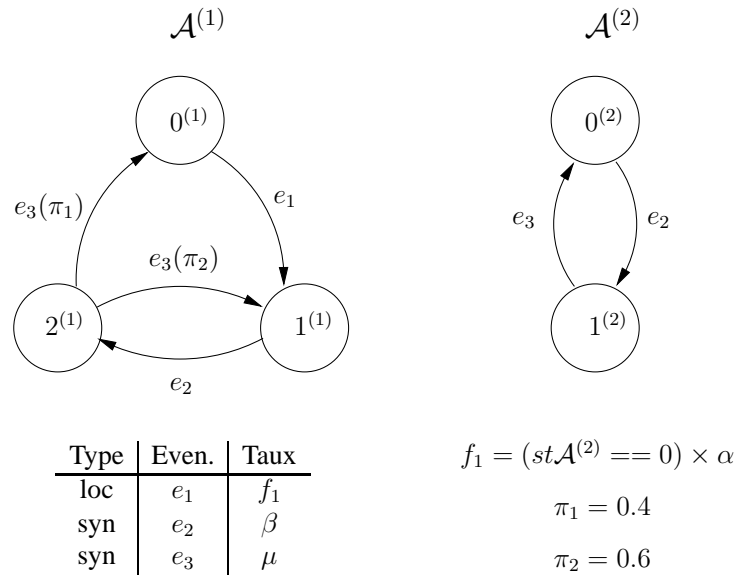 𝒜⁽¹⁾ 𝒜⁽²⁾
0⁽¹⁾ 0⁽²⁾
e₃(π₁) e₁ e₃ e₂
e₃(π₂)
2⁽¹⁾ 1⁽¹⁾ 1⁽²⁾
e₂
Type Even. Taux
loc e₁ f₁
syn e₂ β
syn e₃ μ
f₁ = (st𝒜⁽²⁾ == 0) × α
π₁ = 0.4
π₂ = 0.6